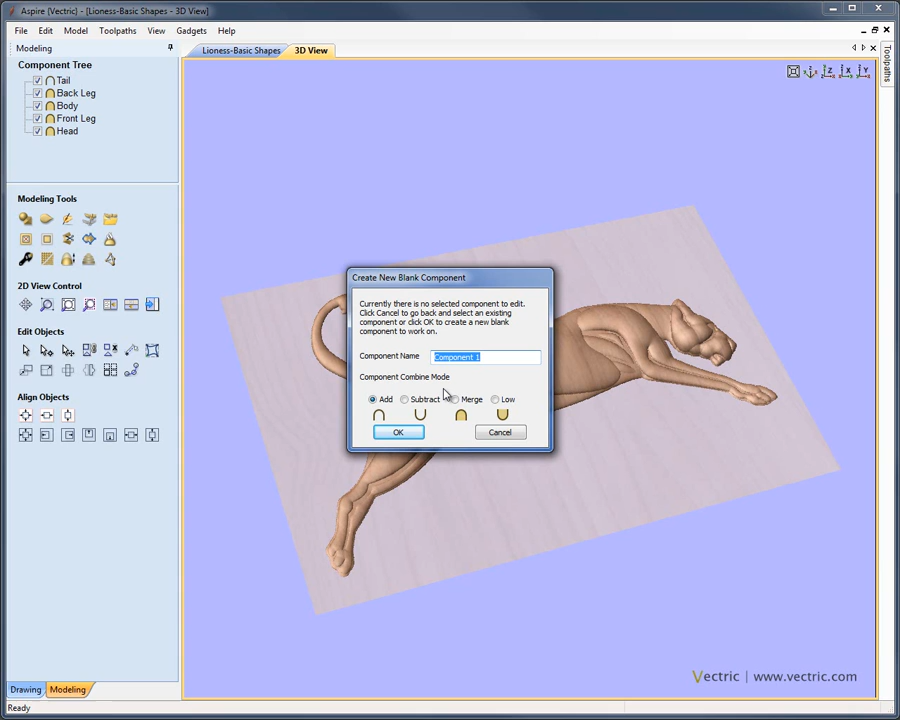 Aspire {Vectric} - [Lioness-Basic Shapes - 3D View]
File Edit Model Toolpaths View Gadgets Help
Modeling
Lioness-Basic Shapes 3D View
Toolpaths
Component Tree
Tail
Back Leg
Body
Front Leg
Head
Modeling Tools
2D View Control
Edit Objects
Align Objects
Create New Blank Component
Currently there is no selected component to edit.
Click Cancel to go back and select an existing
component or click OK to create a new blank
component to work on.
Component Name Component 1
Component Combine Mode
Add Subtract Merge Low
OK Cancel
Vectric | www.vectric.com
Drawing Modeling
Ready